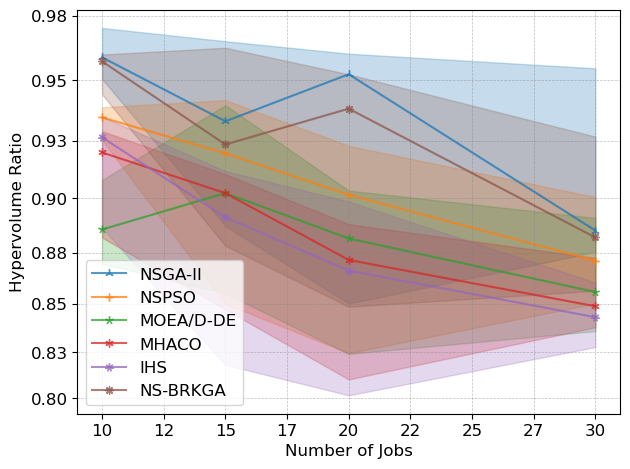 Hypervolume Ratio
0.98
0.95
0.93
0.90
0.88
0.85
0.83
0.80
NSGA-II
NSPSO
MOEA/D-DE
MHACO
IHS
NS-BRKGA
10 12 15 17 20 22 25 27 30
Number of Jobs